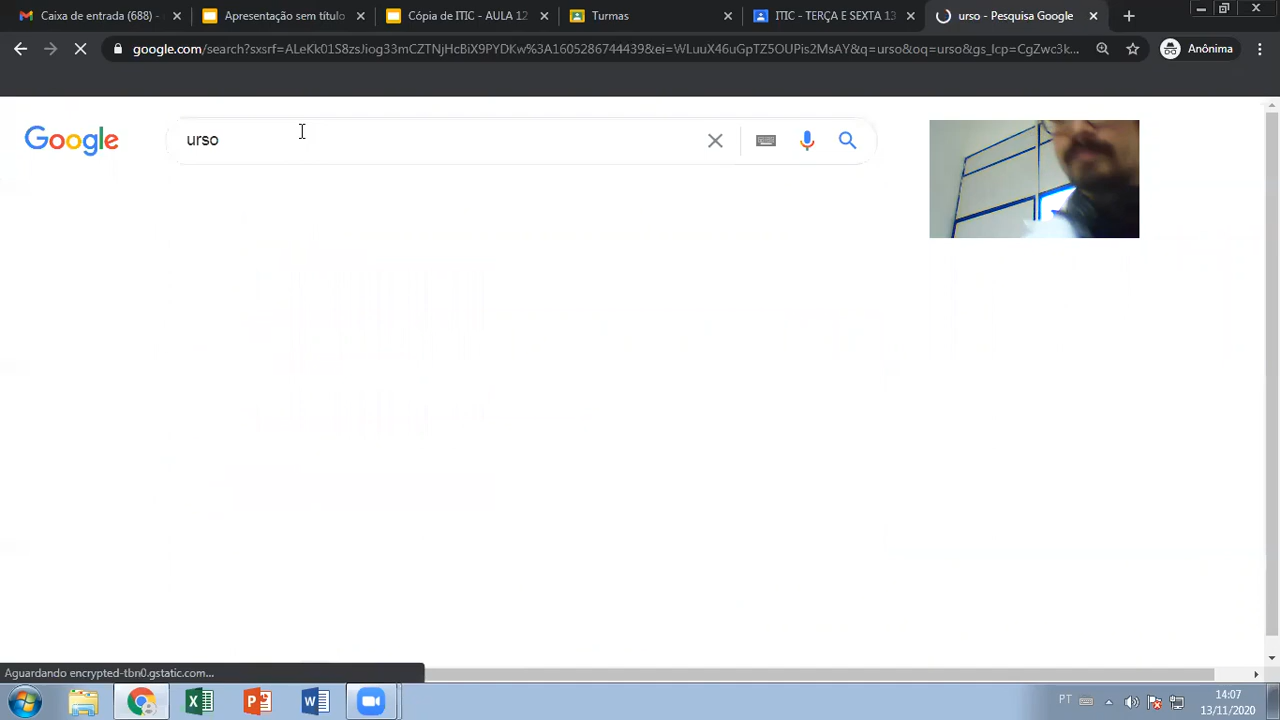 Caixa de entrada (688) -
Apresentação sem título
Cópia de ITIC - AULA 12
Turmas
ITIC - TERÇA E SEXTA 13
urso - Pesquisa Google
google.com/search?sxsrf=ALeKk01S8zsJiog33mCZTNjHcBiX9PYDKw%3A1605286744439&ei=WLuuX46uGpTZ5OUPis2MsAY&q=urso&oq=urso&gs_lcp=CgZwc3k...
Anônima
Google
urso
Aguardando encrypted-tbn0.gstatic.com...
PT
14:07
13/11/2020